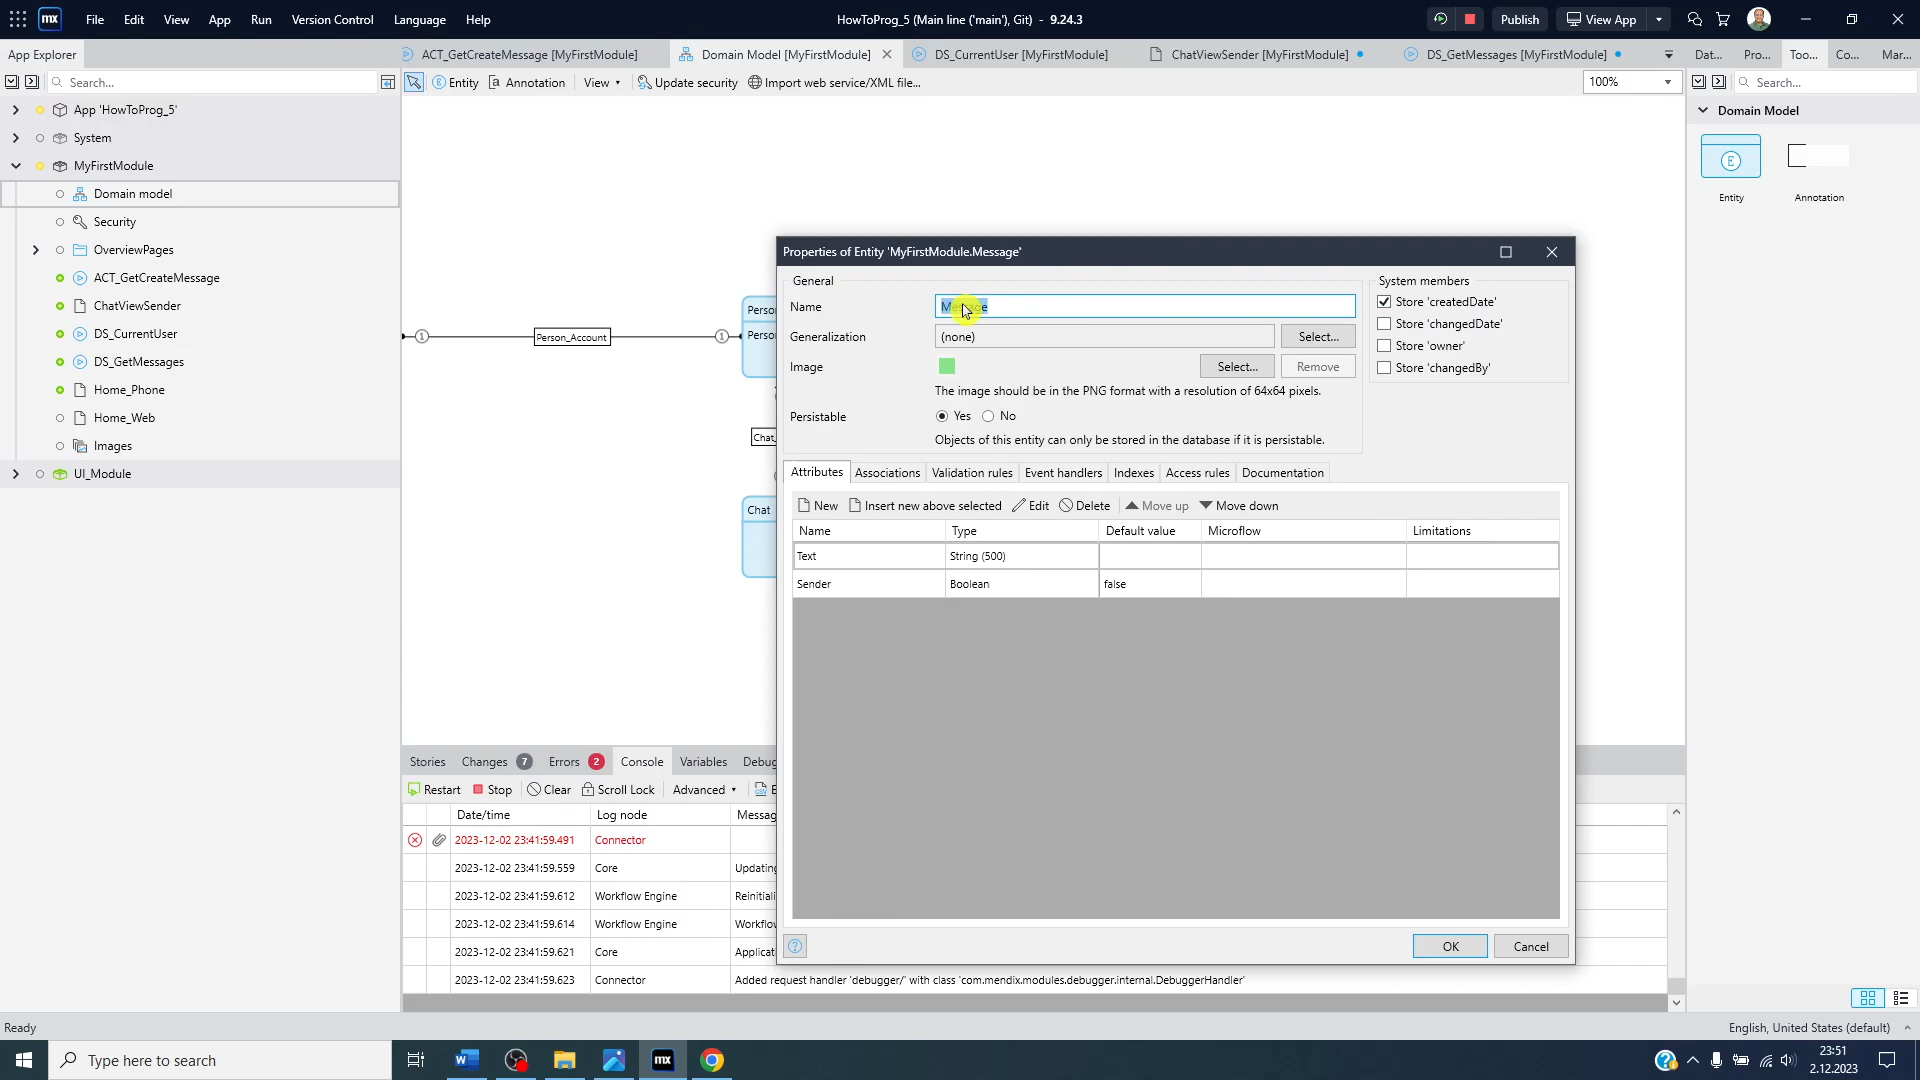 mx File Edit View App Run Version Control Language Help HowToProg_5 (Main line ('main'), Git) - 9.24.3 Publish View App
App Explorer ACT_GetCreateMessage [MyFirstModule] Domain Model [MyFirstModule] DS_CurrentUser [MyFirstModule] ChatViewSender [MyFirstModule] DS_GetMessages [MyFirstModule] Dat... Pro... Too... Co... Mar...
Search... Entity Annotation View Update security Import web service/XML file... 100% Search...
App 'HowToProg_5'
System
MyFirstModule
Domain model
Security
OverviewPages
ACT_GetCreateMessage
ChatViewSender
DS_CurrentUser
DS_GetMessages
Home_Phone
Home_Web
Images
UI_Module
Domain Model
E
Entity Annotation
1 Person_Account 1
Person
Chat
Properties of Entity 'MyFirstModule.Message'
General
Name Message
Generalization (none) Select...
Image Select... Remove
The image should be in the PNG format with a resolution of 64x64 pixels.
Persistable Yes No
Objects of this entity can only be stored in the database if it is persistable.
System members
Store 'createdDate'
Store 'changedDate'
Store 'owner'
Store 'changedBy'
Attributes Associations Validation rules Event handlers Indexes Access rules Documentation
New Insert new above selected Edit Delete Move up Move down
Name Type Default value Microflow Limitations
Text String (500)
Sender Boolean false
OK Cancel
Stories Changes 7 Errors 2 Console Variables Debug
Restart Stop Clear Scroll Lock Advanced
Date/time Log node Messag
2023-12-02 23:41:59.491 Connector
2023-12-02 23:41:59.559 Core Updating
2023-12-02 23:41:59.612 Workflow Engine Reinitiali
2023-12-02 23:41:59.614 Workflow Engine Workflow
2023-12-02 23:41:59.621 Core Applicati
2023-12-02 23:41:59.623 Connector Added request handler 'debugger/' with class 'com.mendix.modules.debugger.internal.DebuggerHandler'
Ready English, United States (default)
Type here to search mx 23:51
2.12.2023